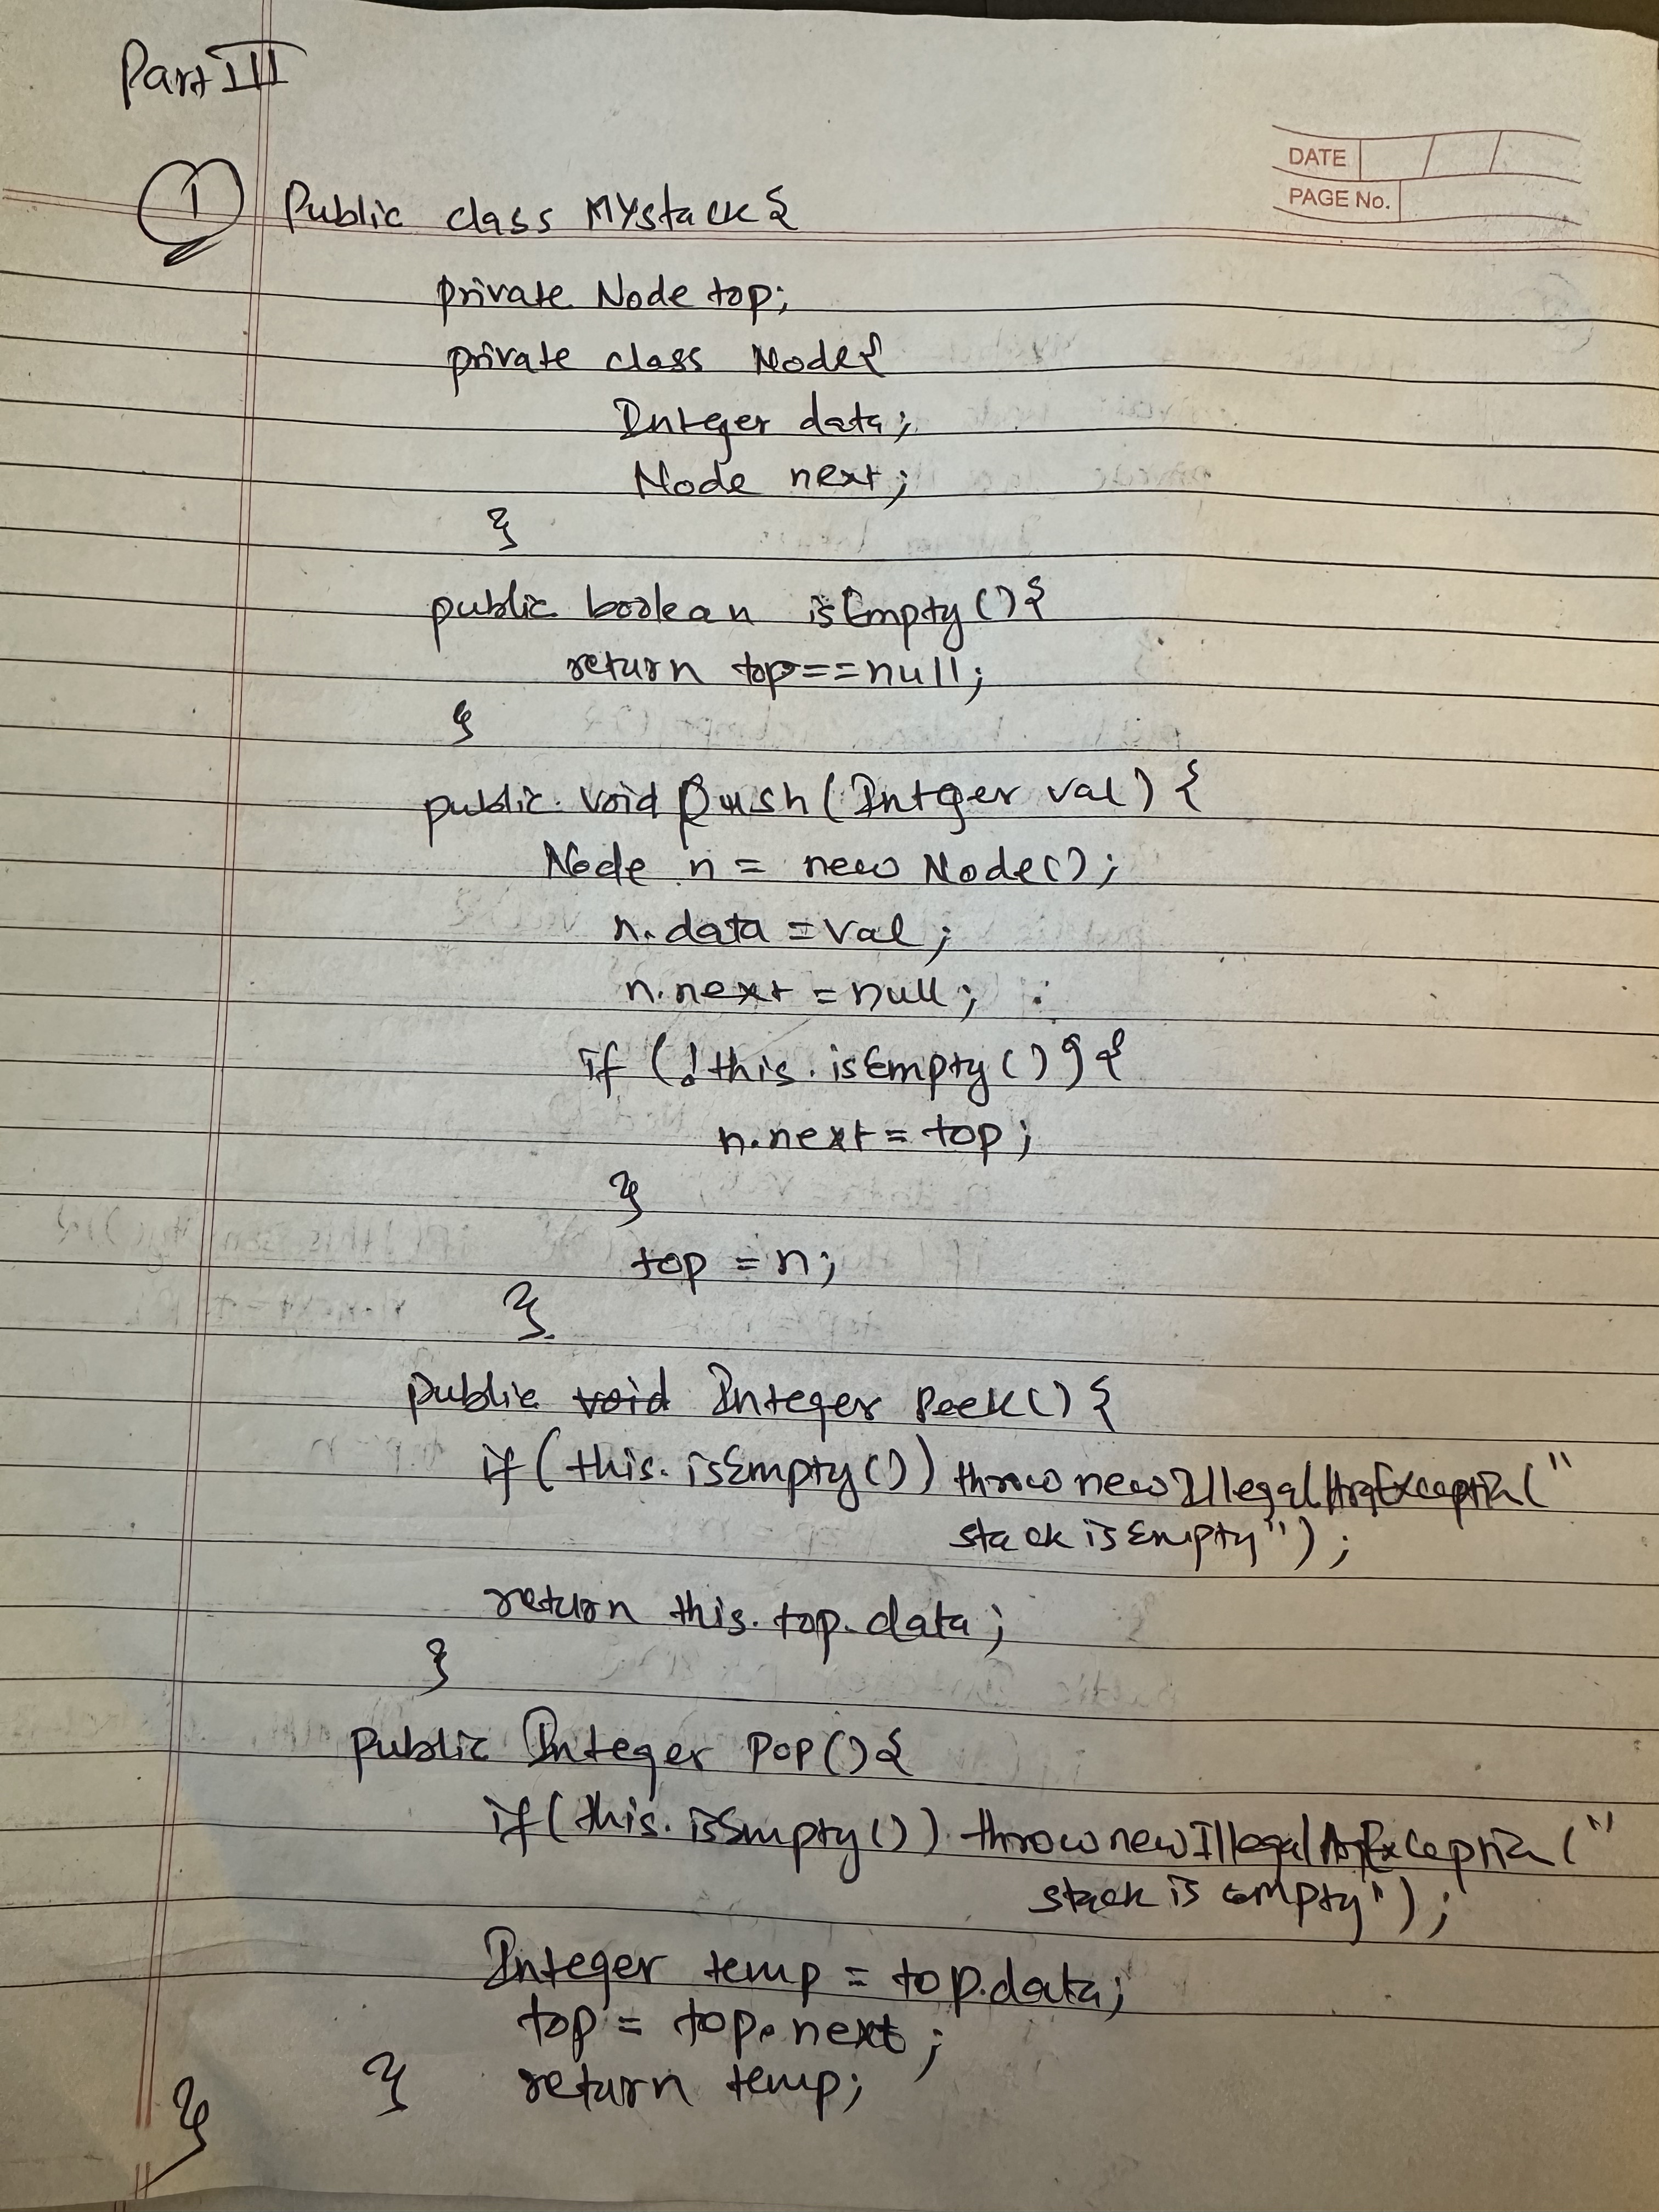 Part III
DATE / /
PAGE No.
① Public class MYstack{
private Node top;
private class Node{
Integer data;
Node next;
}
public boolean isEmpty(){
return top==null;
}
public void push(Intger val){
Node n = new Node();
n.data = val;
n.next = null;
if (!this.isEmpty()){
n.next = top;
}
top = n;
}
public void Integer Peek(){
if (this.isEmpty()) throw new IllegalArgException("
stack is Empty");
return this.top.data;
}
public Integer Pop(){
if (this.isEmpty()) throw new IllegalArgException("
stack is empty");
Integer temp = top.data;
top = top.next;
} return temp;
}